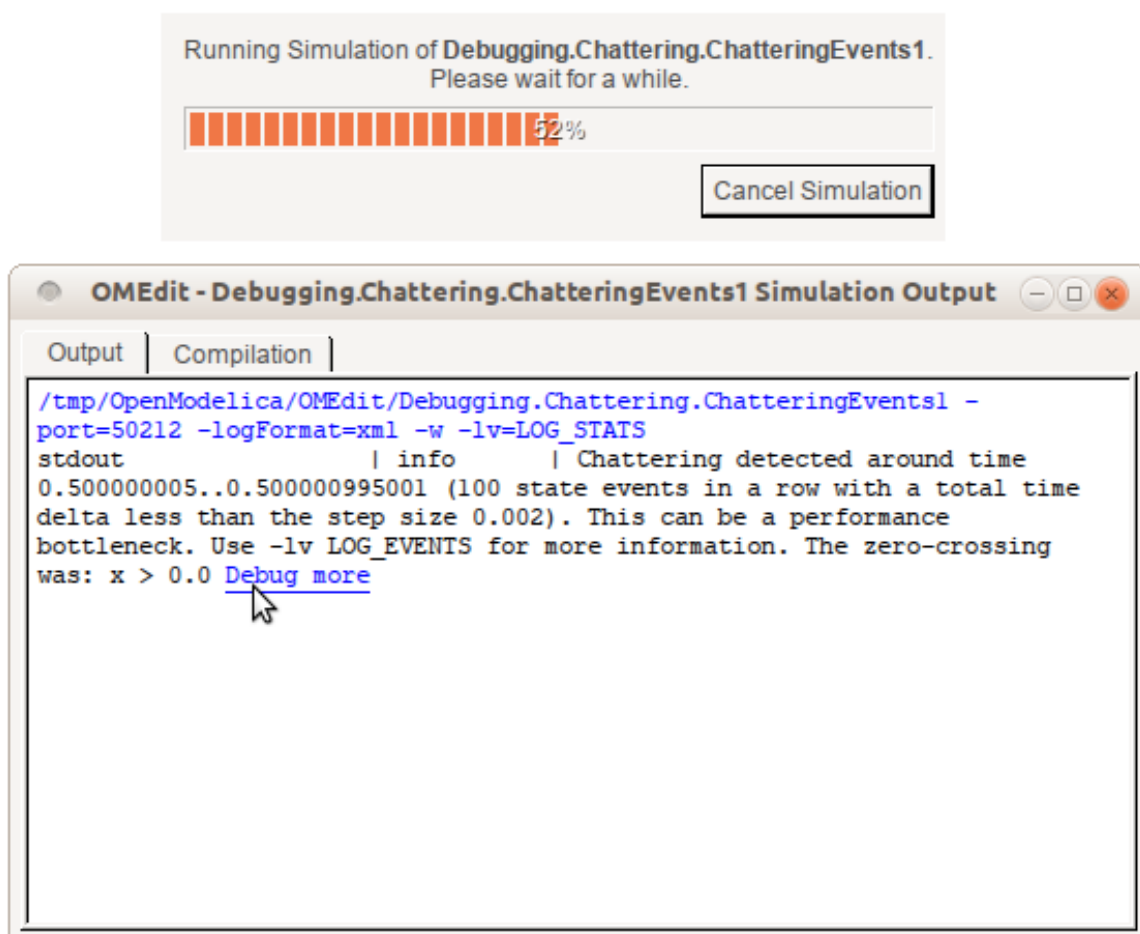 Running Simulation of Debugging.Chattering.ChatteringEvents1.
Please wait for a while.
52%
Cancel Simulation
OMEdit - Debugging.Chattering.ChatteringEvents1 Simulation Output
Output
Compilation
/tmp/OpenModelica/OMEdit/Debugging.Chattering.ChatteringEvents1 -
port=50212 -logFormat=xml -w -lv=LOG_STATS
stdout | info | Chattering detected around time
0.500000005..0.500000995001 (100 state events in a row with a total time
delta less than the step size 0.002). This can be a performance
bottleneck. Use -lv LOG_EVENTS for more information. The zero-crossing
was: x > 0.0 Debug more